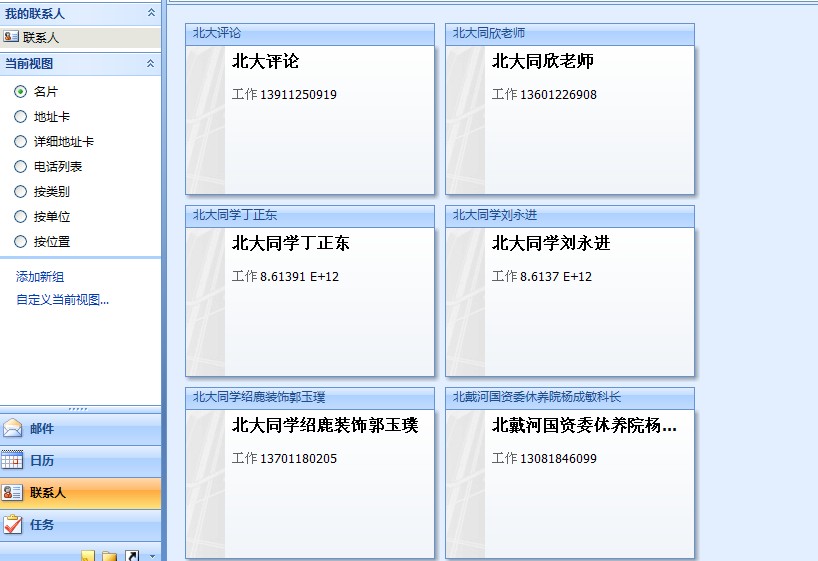 我的联系人
联系人
当前视图
名片
地址卡
详细地址卡
电话列表
按类别
按单位
按位置
添加新组
自定义当前视图...
邮件
日历
联系人
任务
北大评论
北大评论
工作 13911250919
北大同欣老师
北大同欣老师
工作 13601226908
北大同学丁正东
北大同学丁正东
工作 8.61391 E+12
北大同学刘永进
北大同学刘永进
工作 8.6137 E+12
北大同学绍鹿装饰郭玉璞
北大同学绍鹿装饰郭玉璞
工作 13701180205
北戴河国资委休养院杨成敏科长
北戴河国资委休养院杨...
工作 13081846099